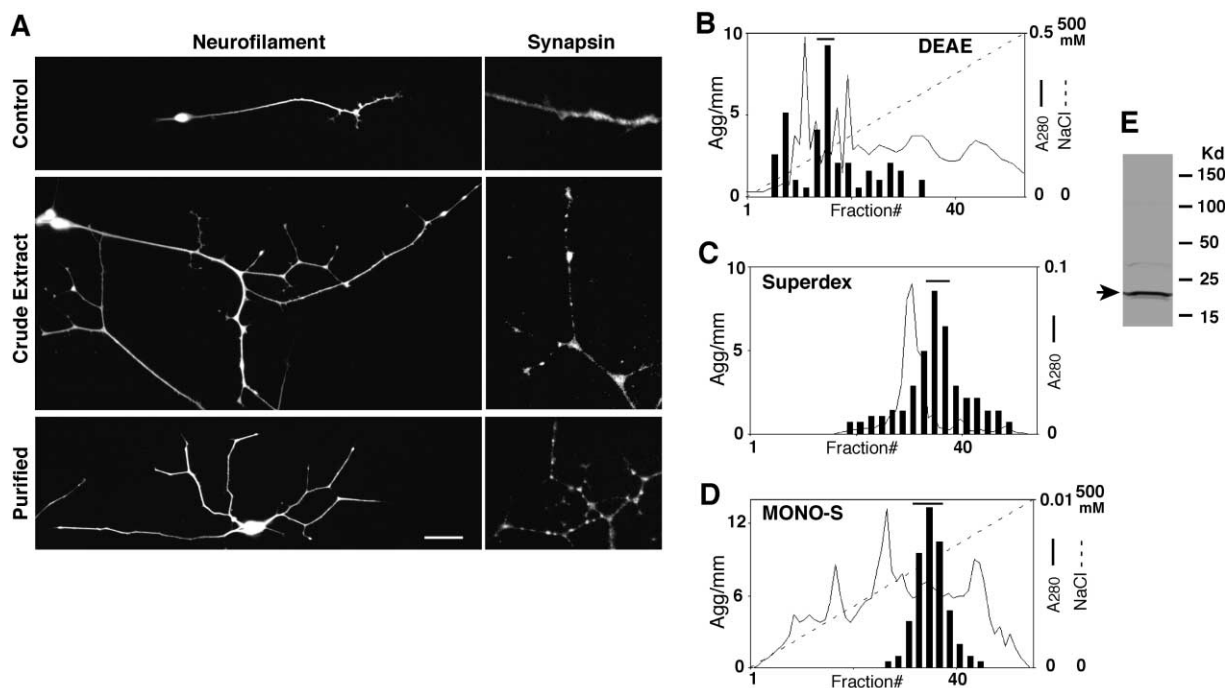 A
Neurofilament
Synapsin
Control
Crude Extract
Purified
B
DEAE
10
5
0
Agg/mm
1
Fraction#
40
0.5
500
mM
A280
NaCl
0
0
C
Superdex
10
5
0
Agg/mm
1
Fraction#
40
0.1
A280
0
D
MONO-S
12
6
0
Agg/mm
1
Fraction#
40
0.01
500
mM
A280
NaCl
0
0
E
Kd
150
100
50
25
15